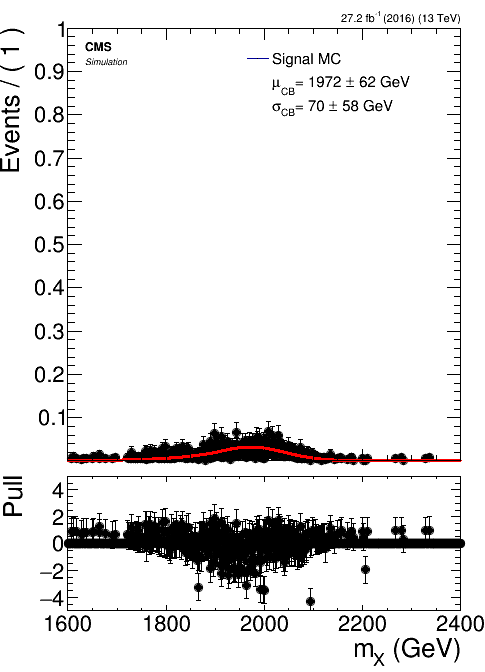 27.2 fb⁻¹ (2016) (13 TeV)
CMS
Simulation
Signal MC
μ_CB = 1972 ± 62 GeV
σ_CB = 70 ± 58 GeV
Events / ( 1 )
1
0.9
0.8
0.7
0.6
0.5
0.4
0.3
0.2
0.1
Pull
4
2
0
−2
−4
1600 1800 2000 2200 2400
m_X (GeV)